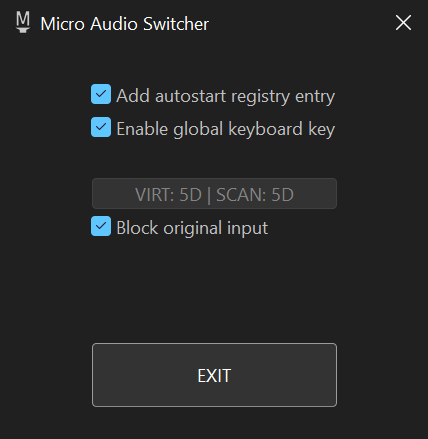 Micro Audio Switcher
Add autostart registry entry
Enable global keyboard key
VIRT: 5D | SCAN: 5D
Block original input
EXIT